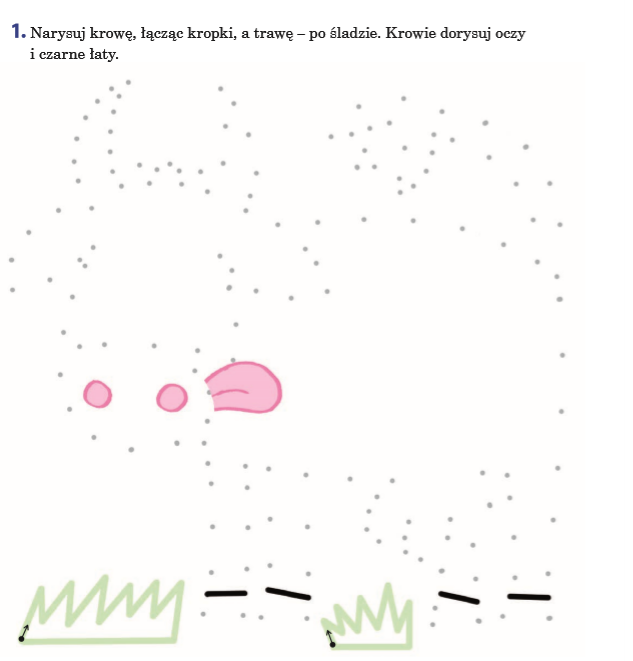 1. Narysuj krowę, łącząc kropki, a trawę – po śladzie. Krowie dorysuj oczy
i czarne łaty.